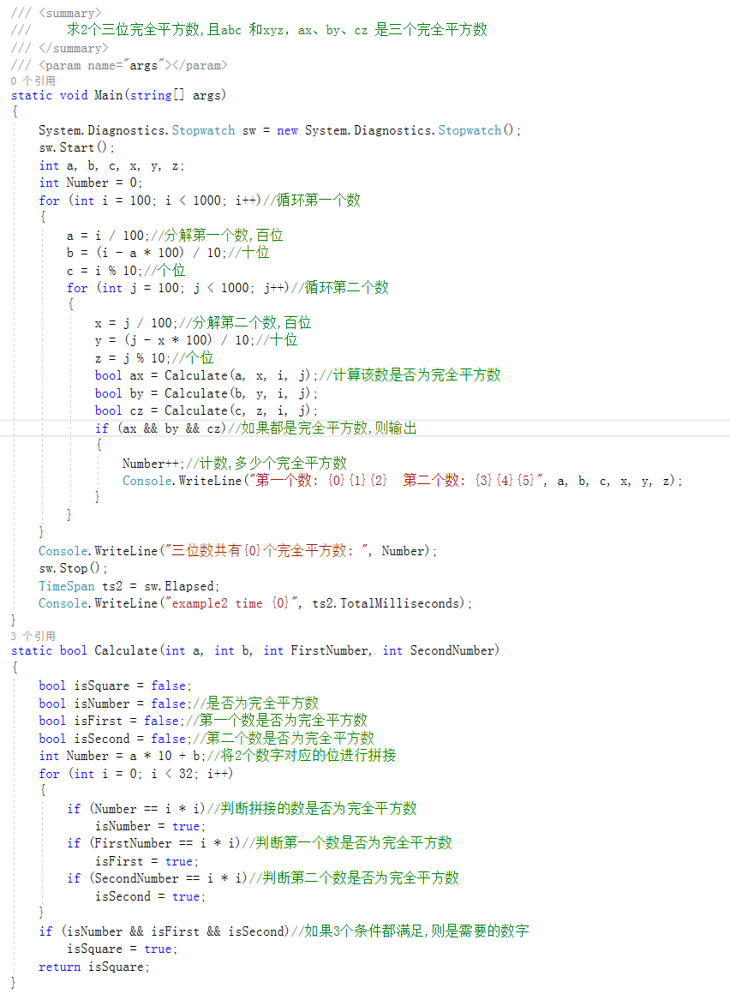 /// <summary>
///     求2个三位完全平方数,且abc 和xyz，ax、by、cz 是三个完全平方数
/// </summary>
/// <param name="args"></param>
0 个引用
static void Main(string[] args)
{
    System.Diagnostics.Stopwatch sw = new System.Diagnostics.Stopwatch();
    sw.Start();
    int a, b, c, x, y, z;
    int Number = 0;
    for (int i = 100; i < 1000; i++)//循环第一个数
    {
        a = i / 100;//分解第一个数,百位
        b = (i - a * 100) / 10;//十位
        c = i % 10;//个位
        for (int j = 100; j < 1000; j++)//循环第二个数
        {
            x = j / 100;//分解第二个数,百位
            y = (j - x * 100) / 10;//十位
            z = j % 10;//个位
            bool ax = Calculate(a, x, i, j);//计算该数是否为完全平方数
            bool by = Calculate(b, y, i, j);
            bool cz = Calculate(c, z, i, j);
            if (ax && by && cz)//如果都是完全平方数,则输出
            {
                Number++;//计数,多少个完全平方数
                Console.WriteLine("第一个数: {0}{1}{2}  第二个数: {3}{4}{5}", a, b, c, x, y, z);
            }
        }
    }
    Console.WriteLine("三位数共有{0}个完全平方数: ", Number);
    sw.Stop();
    TimeSpan ts2 = sw.Elapsed;
    Console.WriteLine("example2 time {0}", ts2.TotalMilliseconds);
}
3 个引用
static bool Calculate(int a, int b, int FirstNumber, int SecondNumber)
{
    bool isSquare = false;
    bool isNumber = false;//是否为完全平方数
    bool isFirst = false;//第一个数是否为完全平方数
    bool isSecond = false;//第二个数是否为完全平方数
    int Number = a * 10 + b;//将2个数字对应的位进行拼接
    for (int i = 0; i < 32; i++)
    {
        if (Number == i * i)//判断拼接的数是否为完全平方数
            isNumber = true;
        if (FirstNumber == i * i)//判断第一个数是否为完全平方数
            isFirst = true;
        if (SecondNumber == i * i)//判断第二个数是否为完全平方数
            isSecond = true;
    }
    if (isNumber && isFirst && isSecond)//如果3个条件都满足,则是需要的数字
        isSquare = true;
    return isSquare;
}